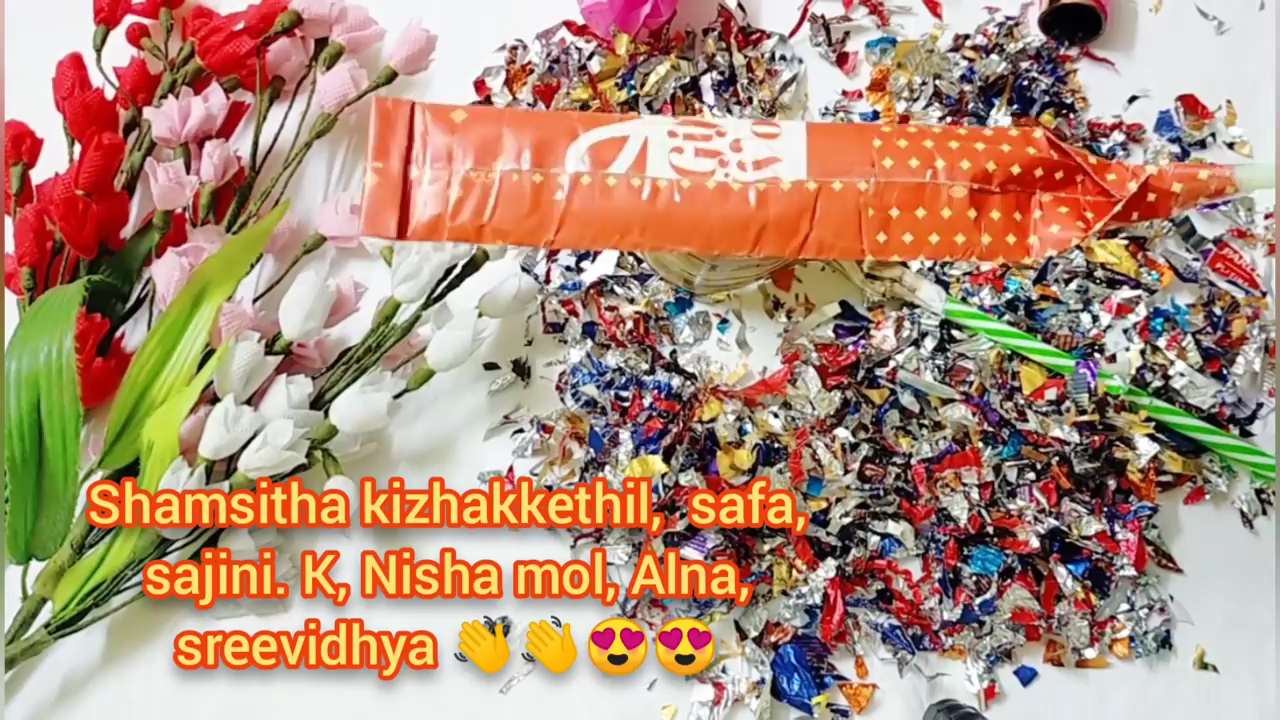 Shamsitha kizhakkethil, safa,
sajini. K, Nisha mol, Alna,
sreevidhya 👏👏😍😍